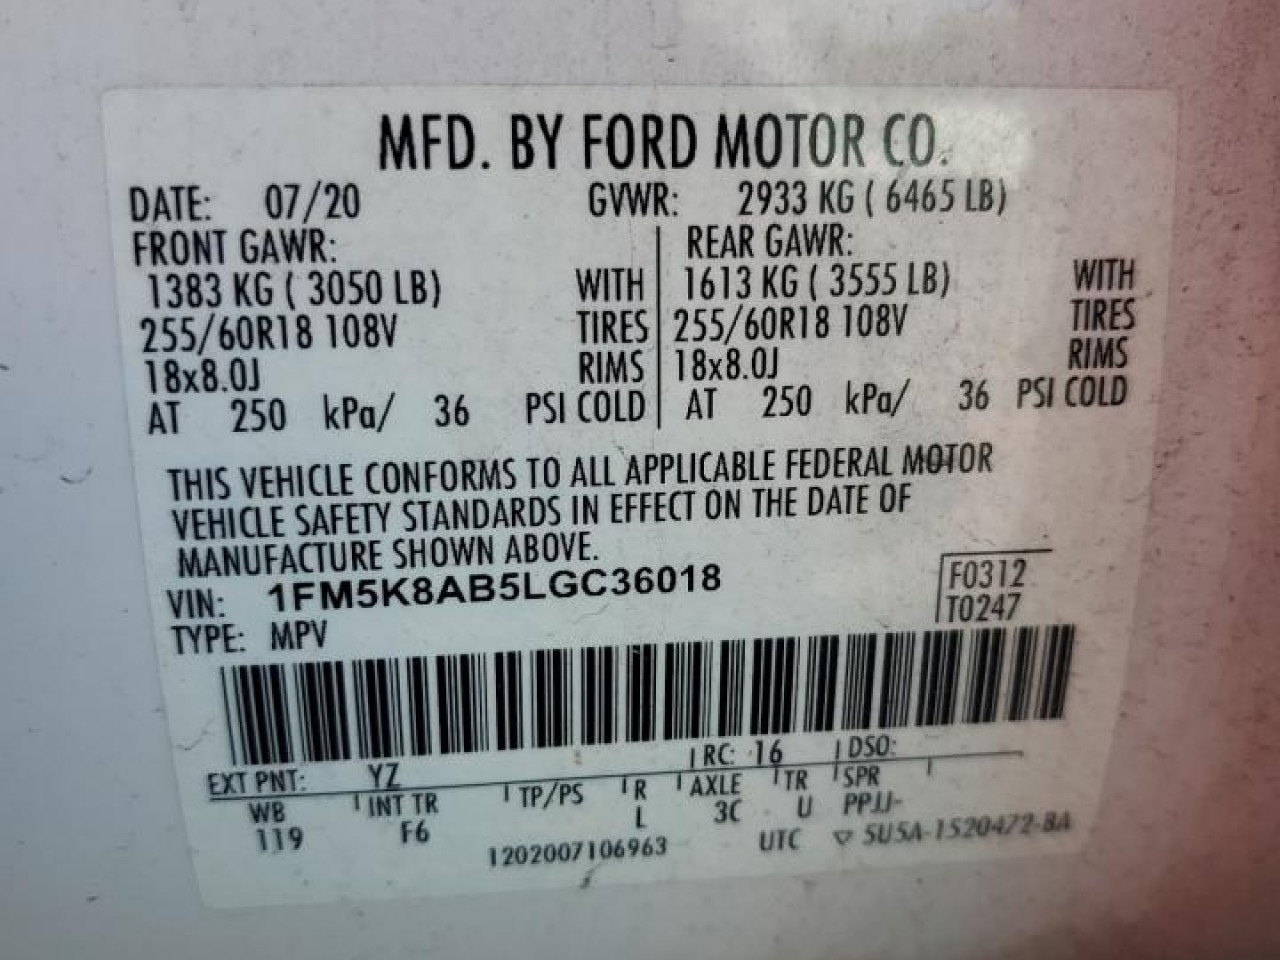 MFD. BY FORD MOTOR CO.
DATE: 07/20 GVWR: 2933 KG ( 6465 LB)
FRONT GAWR: REAR GAWR:
1383 KG ( 3050 LB) WITH 1613 KG ( 3555 LB) WITH
255/60R18 108V TIRES 255/60R18 108V TIRES
18x8.0J RIMS 18x8.0J RIMS
AT 250 kPa/ 36 PSI COLD AT 250 kPa/ 36 PSI COLD
THIS VEHICLE CONFORMS TO ALL APPLICABLE FEDERAL MOTOR
VEHICLE SAFETY STANDARDS IN EFFECT ON THE DATE OF
MANUFACTURE SHOWN ABOVE.
VIN: 1FM5K8AB5LGC36018 F0312
TYPE: MPV T0247
EXT PNT: YZ RC: 16 DSO:
WB INT TR TP/PS R AXLE TR SPR
119 F6 L 3C U PPJJ-
1202007106963 UTC ▽ 5U5A-1520472-BA